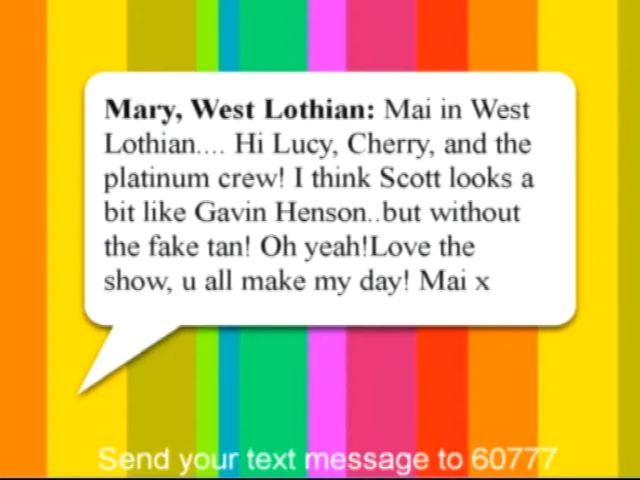 Mary, West Lothian: Mai in West
Lothian.... Hi Lucy, Cherry, and the
platinum crew! I think Scott looks a
bit like Gavin Henson..but without
the fake tan! Oh yeah!Love the
show, u all make my day! Mai x
Send your text message to 60777